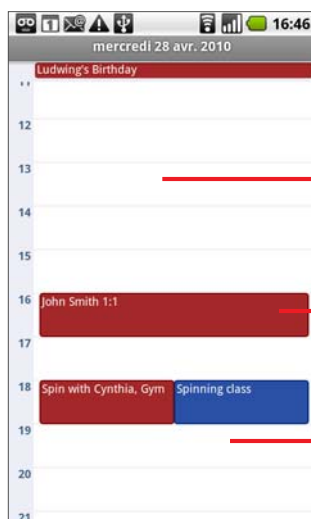 1
16:46
mercredi 28 avr. 2010
Ludwing's Birthday
12
13
14
15
16
John Smith 1:1
17
18
Spin with Cynthia, Gym
Spinning class
19
20
21